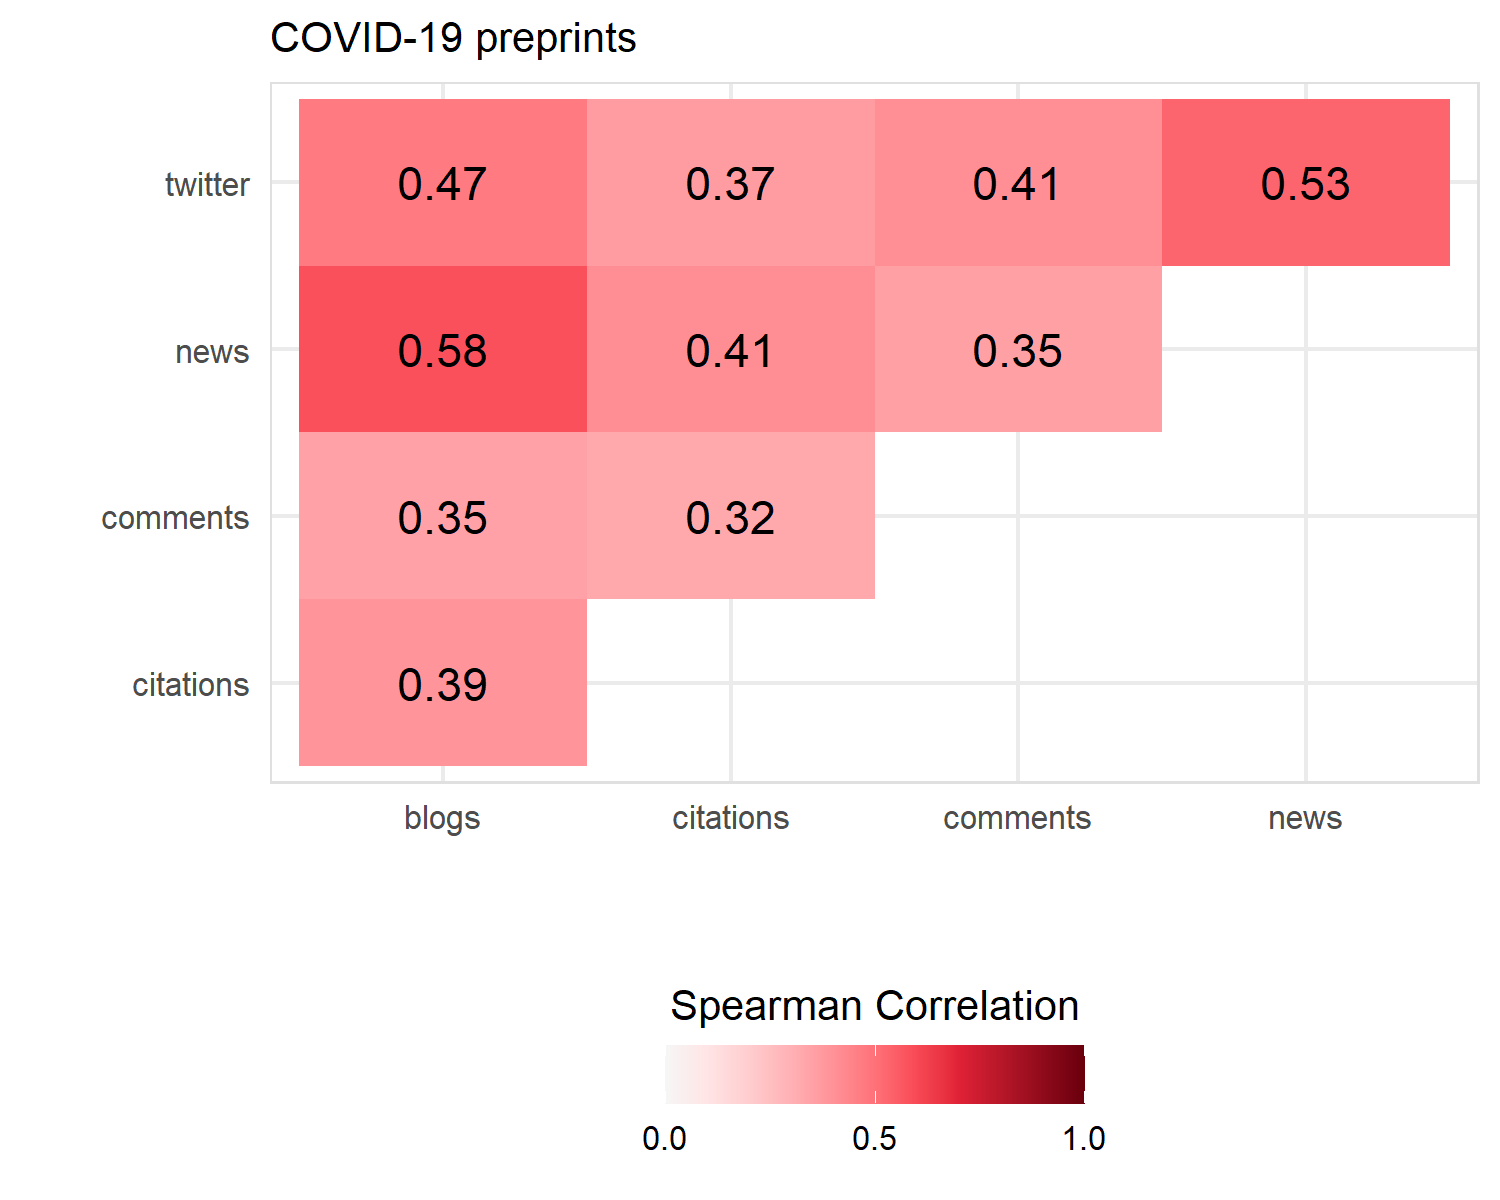 COVID-19 preprints
twitter 0.47 0.37 0.41 0.53
news 0.58 0.41 0.35
comments 0.35 0.32
citations 0.39
blogs citations comments news
Spearman Correlation
0.0 0.5 1.0